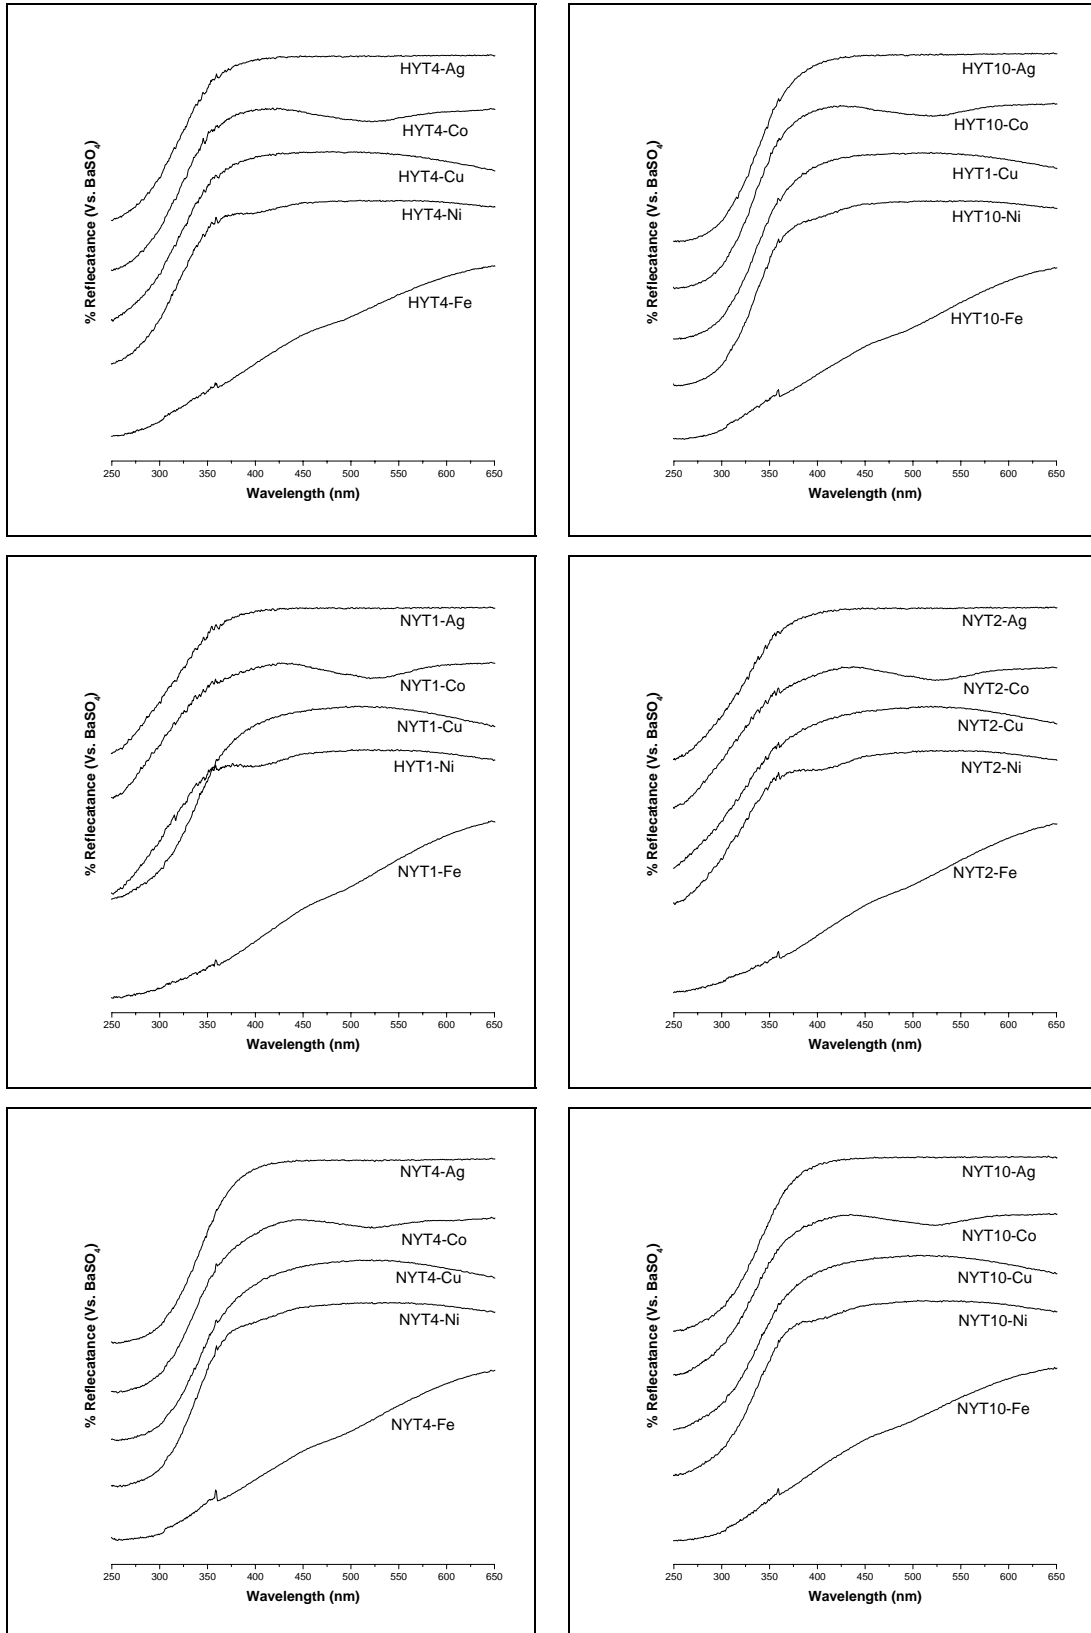 % Reflecatance (Vs. BaSO4)
HYT4-Ag
HYT4-Co
HYT4-Cu
HYT4-Ni
HYT4-Fe
250 300 350 400 450 500 550 600 650
Wavelength (nm)
% Reflecatance (Vs. BaSO4)
HYT10-Ag
HYT10-Co
HYT1-Cu
HYT10-Ni
HYT10-Fe
250 300 350 400 450 500 550 600 650
Wavelength (nm)
% Reflecatance (Vs. BaSO4)
NYT1-Ag
NYT1-Co
NYT1-Cu
HYT1-Ni
NYT1-Fe
250 300 350 400 450 500 550 600 650
Wavelength (nm)
% Reflecatance (Vs. BaSO4)
NYT2-Ag
NYT2-Co
NYT2-Cu
NYT2-Ni
NYT2-Fe
250 300 350 400 450 500 550 600 650
Wavelength (nm)
% Reflecatance (Vs. BaSO4)
NYT4-Ag
NYT4-Co
NYT4-Cu
NYT4-Ni
NYT4-Fe
250 300 350 400 450 500 550 600 650
Wavelength (nm)
% Reflecatance (Vs. BaSO4)
NYT10-Ag
NYT10-Co
NYT10-Cu
NYT10-Ni
NYT10-Fe
250 300 350 400 450 500 550 600 650
Wavelength (nm)